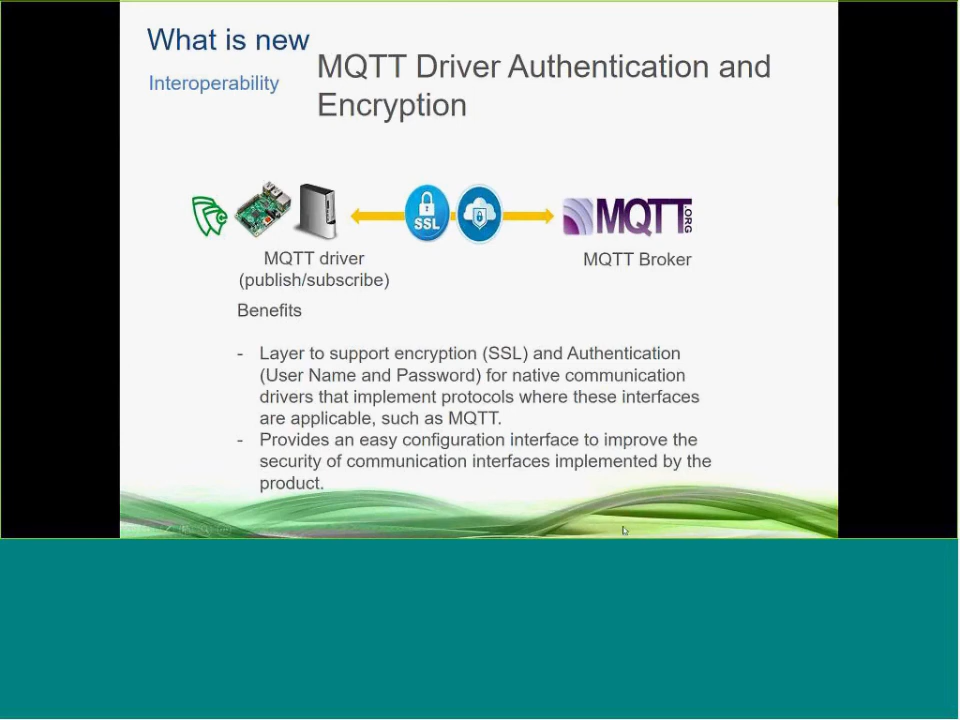 What is new
Interoperability
MQTT Driver Authentication and
Encryption
SSL
MQTT.ORG
MQTT driver
(publish/subscribe)
MQTT Broker
Benefits
- Layer to support encryption (SSL) and Authentication
(User Name and Password) for native communication
drivers that implement protocols where these interfaces
are applicable, such as MQTT.
- Provides an easy configuration interface to improve the
security of communication interfaces implemented by the
product.